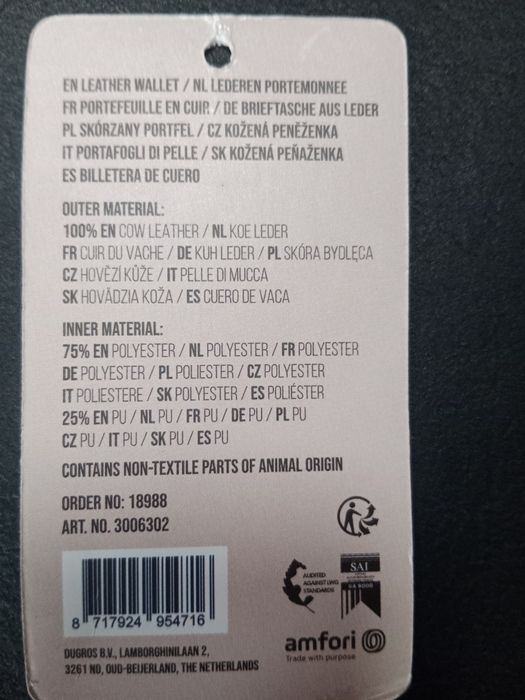 EN LEATHER WALLET / NL LEDEREN PORTEMONNEE
FR PORTEFEUILLE EN CUIR / DE BRIEFTASCHE AUS LEDER
PL SKÓRZANY PORTFEL / CZ KOŽENÁ PENĚŽENKA
IT PORTAFOGLI DI PELLE / SK KOŽENÁ PEŇAŽENKA
ES BILLETERA DE CUERO
OUTER MATERIAL:
100% EN COW LEATHER / NL KOE LEDER
FR CUIR DU VACHE / DE KUH LEDER / PL SKÓRA BYDLĘCA
CZ HOVĚZÍ KŮŽE / IT PELLE DI MUCCA
SK HOVÄDZIA KOŽA / ES CUERO DE VACA
INNER MATERIAL:
75% EN POLYESTER / NL POLYESTER / FR POLYESTER
DE POLYESTER / PL POLIESTER / CZ POLYESTER
IT POLIESTERE / SK POLYESTER / ES POLIÉSTER
25% EN PU / NL PU / FR PU / DE PU / PL PU
CZ PU / IT PU / SK PU / ES PU
CONTAINS NON-TEXTILE PARTS OF ANIMAL ORIGIN
ORDER NO: 18988
ART. NO. 3006302
AUDITED
AGAINST LWG
STANDARDS
SAI
8 717924 954716
amfori
Trade with purpose
DUGROS B.V., LAMBORGHINILAAN 2,
3261 ND, OUD-BEIJERLAND, THE NETHERLANDS